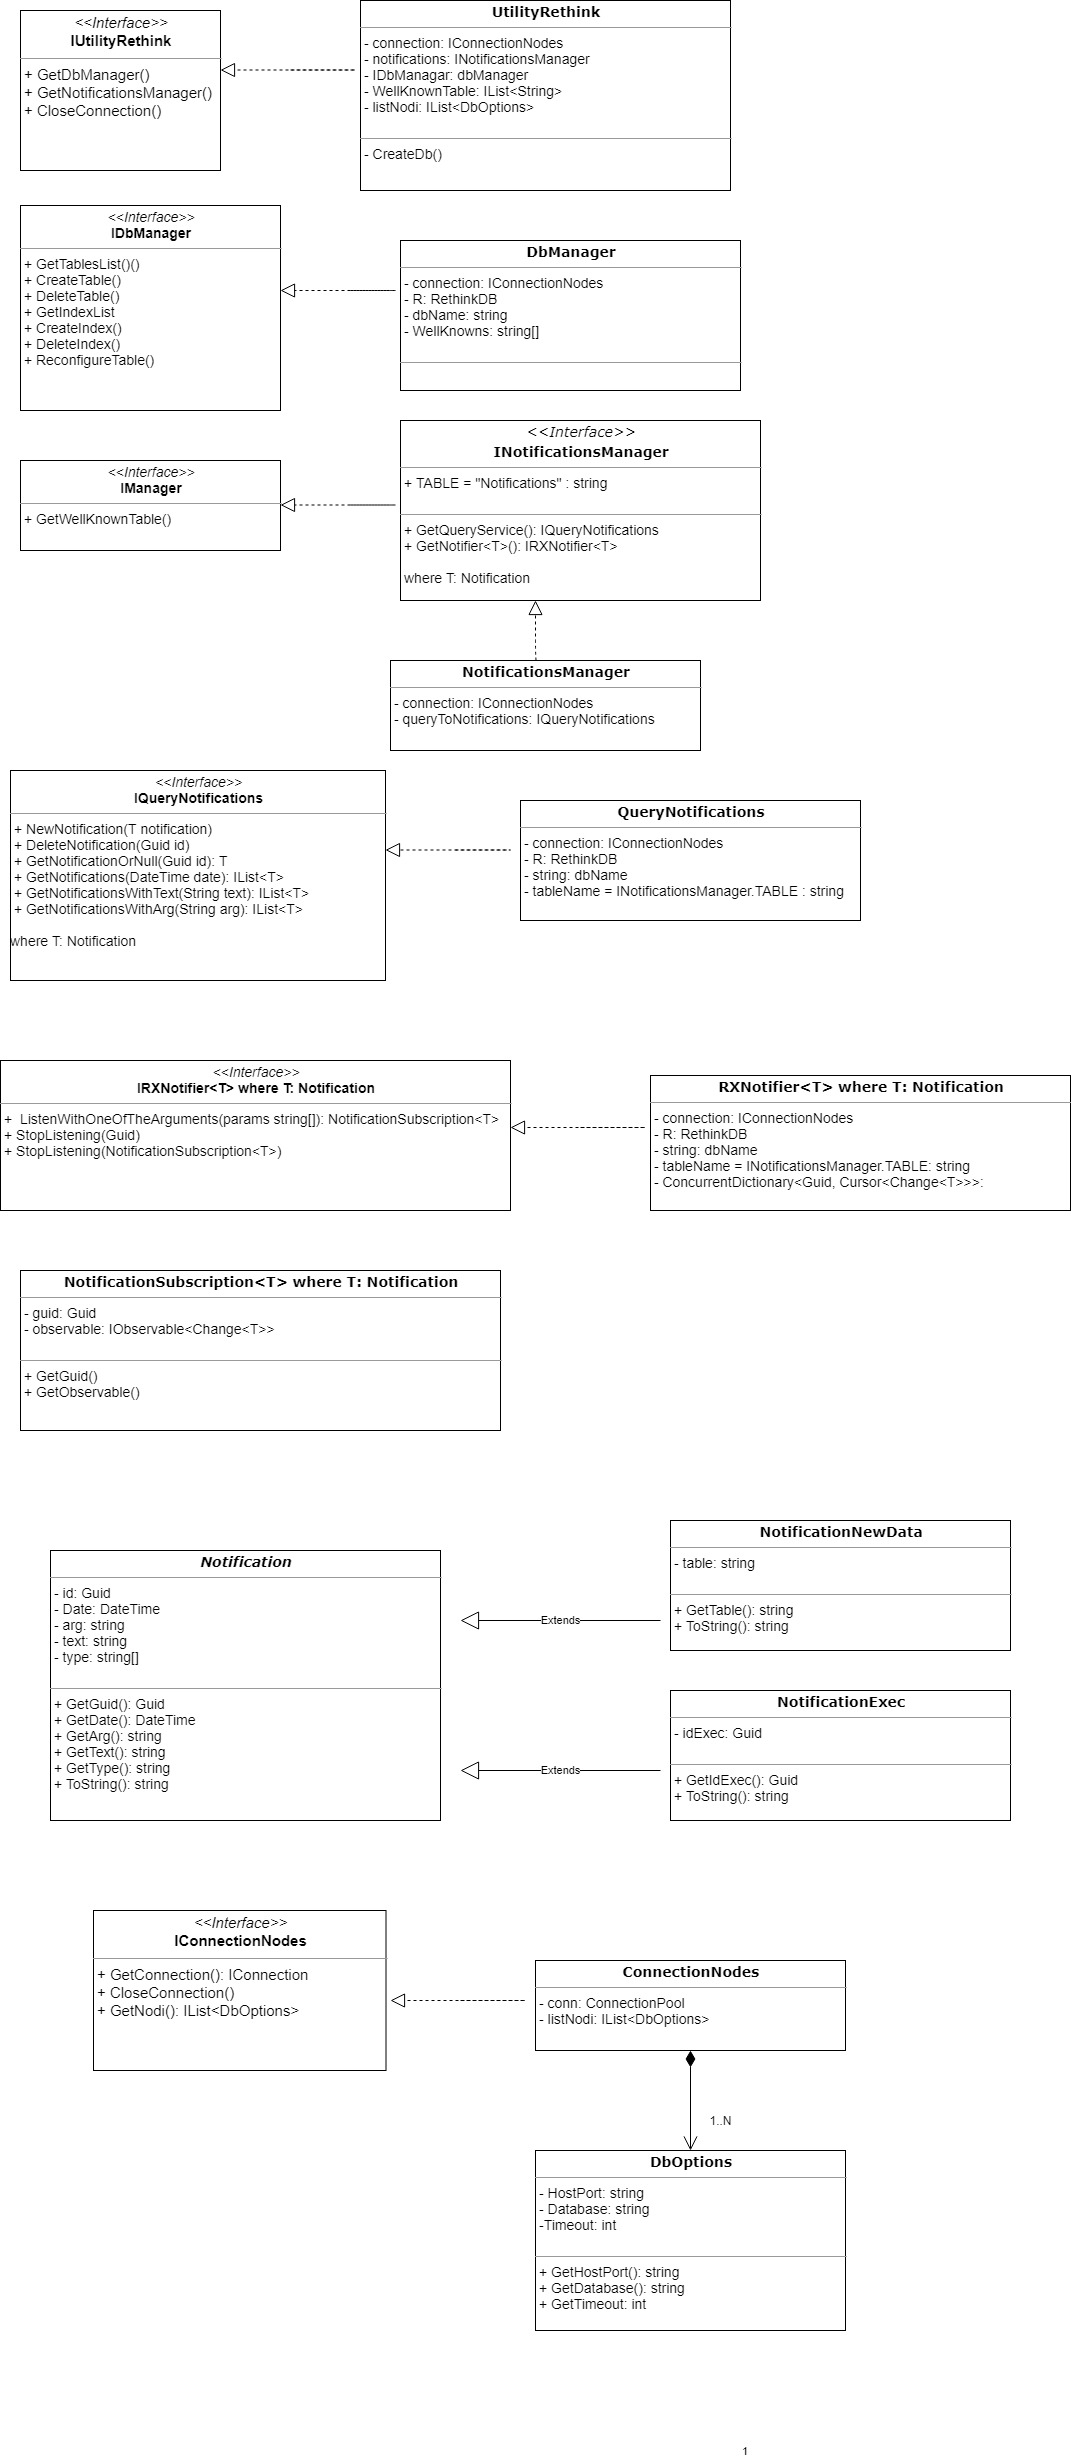 <<Interface>>
IUtilityRethink
+ GetDbManager()
+ GetNotificationsManager()
+ CloseConnection()
UtilityRethink
- connection: IConnectionNodes
- notifications: INotificationsManager
- IDbManagar: dbManager
- WellKnownTable: IList<String>
- listNodi: IList<DbOptions>
- CreateDb()
<<Interface>>
IDbManager
+ GetTablesList()()
+ CreateTable()
+ DeleteTable()
+ GetIndexList
+ CreateIndex()
+ DeleteIndex()
+ ReconfigureTable()
DbManager
- connection: IConnectionNodes
- R: RethinkDB
- dbName: string
- WellKnowns: string[]
<<Interface>>
IManager
+ GetWellKnownTable()
<<Interface>>
INotificationsManager
+ TABLE = "Notifications" : string
+ GetQueryService(): IQueryNotifications
+ GetNotifier<T>(): IRXNotifier<T>
where T: Notification
NotificationsManager
- connection: IConnectionNodes
- queryToNotifications: IQueryNotifications
<<Interface>>
IQueryNotifications
+ NewNotification(T notification)
+ DeleteNotification(Guid id)
+ GetNotificationOrNull(Guid id): T
+ GetNotifications(DateTime date): IList<T>
+ GetNotificationsWithText(String text): IList<T>
+ GetNotificationsWithArg(String arg): IList<T>
where T: Notification
QueryNotifications
- connection: IConnectionNodes
- R: RethinkDB
- string: dbName
- tableName = INotificationsManager.TABLE : string
<<Interface>>
IRXNotifier<T> where T: Notification
+  ListenWithOneOfTheArguments(params string[]): NotificationSubscription<T>
+ StopListening(Guid)
+ StopListening(NotificationSubscription<T>)
RXNotifier<T> where T: Notification
- connection: IConnectionNodes
- R: RethinkDB
- string: dbName
- tableName = INotificationsManager.TABLE: string
- ConcurrentDictionary<Guid, Cursor<Change<T>>>:
NotificationSubscription<T> where T: Notification
- guid: Guid
- observable: IObservable<Change<T>>
+ GetGuid()
+ GetObservable()
Notification
- id: Guid
- Date: DateTime
- arg: string
- text: string
- type: string[]
+ GetGuid(): Guid
+ GetDate(): DateTime
+ GetArg(): string
+ GetText(): string
+ GetType(): string
+ ToString(): string
Extends
NotificationNewData
- table: string
+ GetTable(): string
+ ToString(): string
Extends
NotificationExec
- idExec: Guid
+ GetIdExec(): Guid
+ ToString(): string
<<Interface>>
IConnectionNodes
+ GetConnection(): IConnection
+ CloseConnection()
+ GetNodi(): IList<DbOptions>
ConnectionNodes
- conn: ConnectionPool
- listNodi: IList<DbOptions>
1..N
DbOptions
- HostPort: string
- Database: string
-Timeout: int
+ GetHostPort(): string
+ GetDatabase(): string
+ GetTimeout: int
1